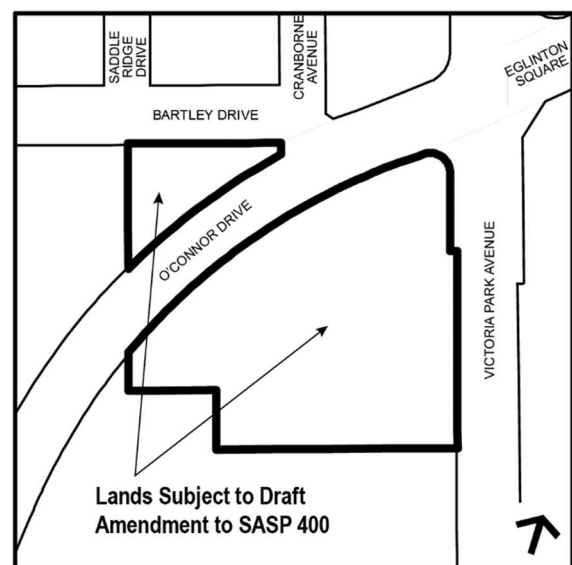 SADDLE
RIDGE
DRIVE
CRANBORNE
AVENUE
EGLINTON
SQUARE
BARTLEY DRIVE
O'CONNOR DRIVE
VICTORIA PARK AVENUE
Lands Subject to Draft
Amendment to SASP 400